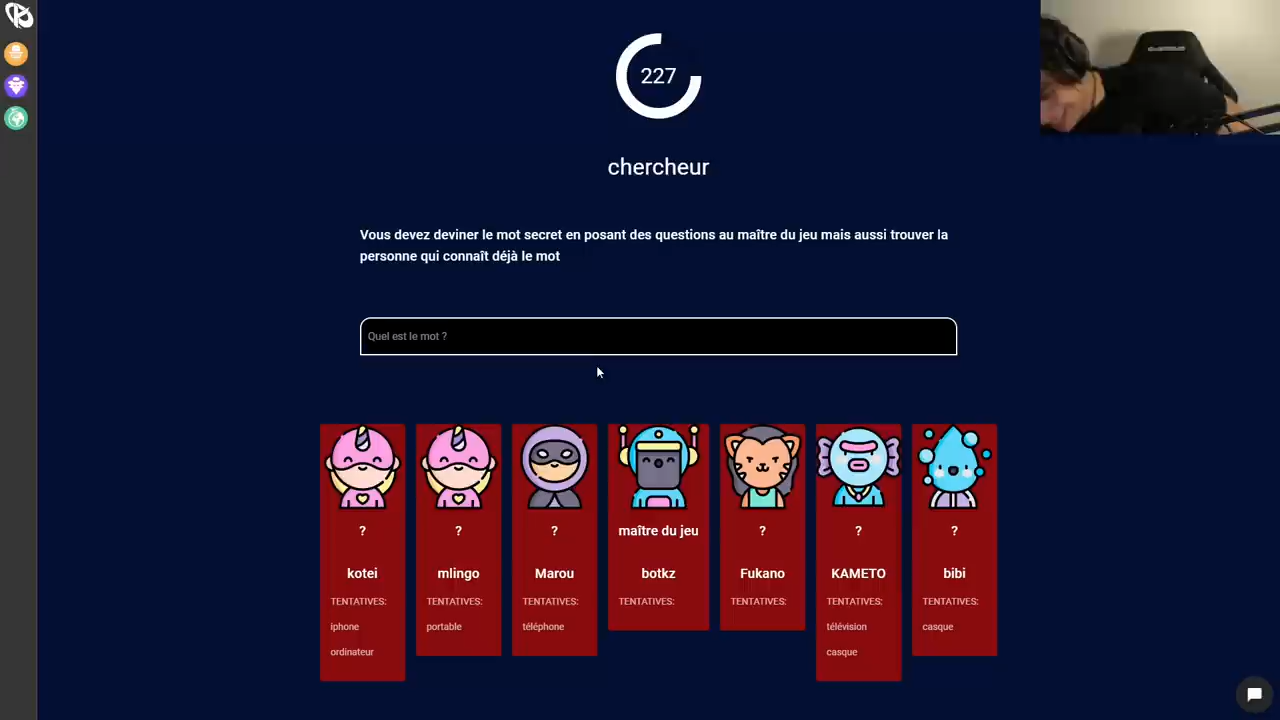 227
chercheur
Vous devez deviner le mot secret en posant des questions au maître du jeu mais aussi trouver la
personne qui connaît déjà le mot
Quel est le mot ?
? ? ? maître du jeu ? ? ?
kotei mlingo Marou botkz Fukano KAMETO bibi
TENTATIVES: TENTATIVES: TENTATIVES: TENTATIVES: TENTATIVES: TENTATIVES: TENTATIVES:
iphone portable téléphone télévision casque
ordinateur casque